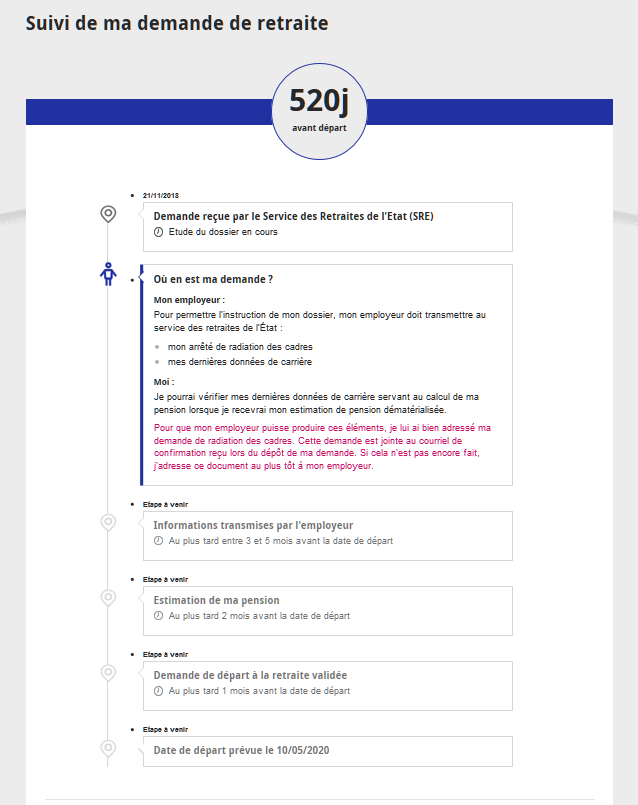 Suivi de ma demande de retraite
520j
avant départ
21/11/2018
Demande reçue par le Service des Retraites de l'Etat (SRE)
Etude du dossier en cours
Où en est ma demande ?
Mon employeur :
Pour permettre l'instruction de mon dossier, mon employeur doit transmettre au
service des retraites de l'État :
mon arrêté de radiation des cadres
mes dernières données de carrière
Moi :
Je pourrai vérifier mes dernières données de carrière servant au calcul de ma
pension lorsque je recevrai mon estimation de pension dématérialisée.
Pour que mon employeur puisse produire ces éléments, je lui ai bien adressé ma
demande de radiation des cadres. Cette demande est jointe au courriel de
confirmation reçu lors du dépôt de ma demande. Si cela n'est pas encore fait,
j'adresse ce document au plus tôt à mon employeur.
Etape à venir
Informations transmises par l'employeur
Au plus tard entre 3 et 5 mois avant la date de départ
Etape à venir
Estimation de ma pension
Au plus tard 2 mois avant la date de départ
Etape à venir
Demande de départ à la retraite validée
Au plus tard 1 mois avant la date de départ
Etape à venir
Date de départ prévue le 10/05/2020